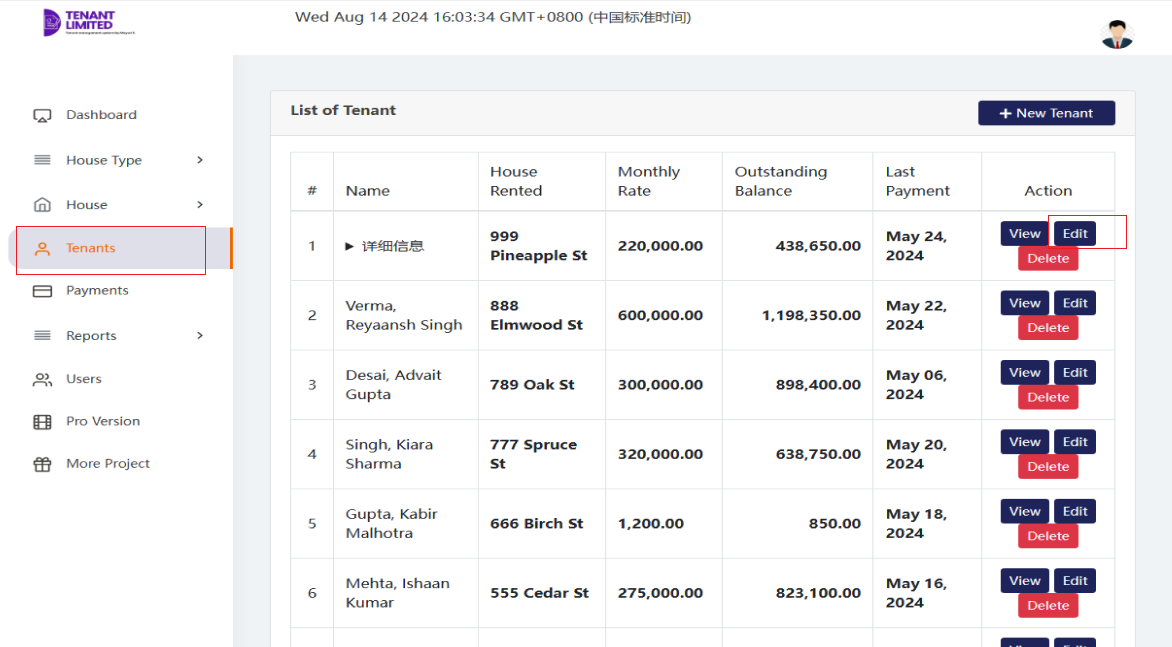 TENANT
LIMITED
Wed Aug 14 2024 16:03:34 GMT+0800 (中国标准时间)
Dashboard
House Type
House
Tenants
Payments
Reports
Users
Pro Version
More Project
List of Tenant
+ New Tenant
# Name House Rented Monthly Rate Outstanding Balance Last Payment Action
1 ▶ 详细信息 999 Pineapple St 220,000.00 438,650.00 May 24, 2024 View Edit Delete
2 Verma, Reyaansh Singh 888 Elmwood St 600,000.00 1,198,350.00 May 22, 2024 View Edit Delete
3 Desai, Advait Gupta 789 Oak St 300,000.00 898,400.00 May 06, 2024 View Edit Delete
4 Singh, Kiara Sharma 777 Spruce St 320,000.00 638,750.00 May 20, 2024 View Edit Delete
5 Gupta, Kabir Malhotra 666 Birch St 1,200.00 850.00 May 18, 2024 View Edit Delete
6 Mehta, Ishaan Kumar 555 Cedar St 275,000.00 823,100.00 May 16, 2024 View Edit Delete